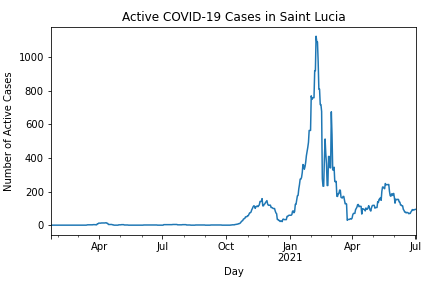 Active COVID-19 Cases in Saint Lucia
Number of Active Cases
1000
800
600
400
200
0
Apr Jul Oct Jan Apr Jul
2021
Day